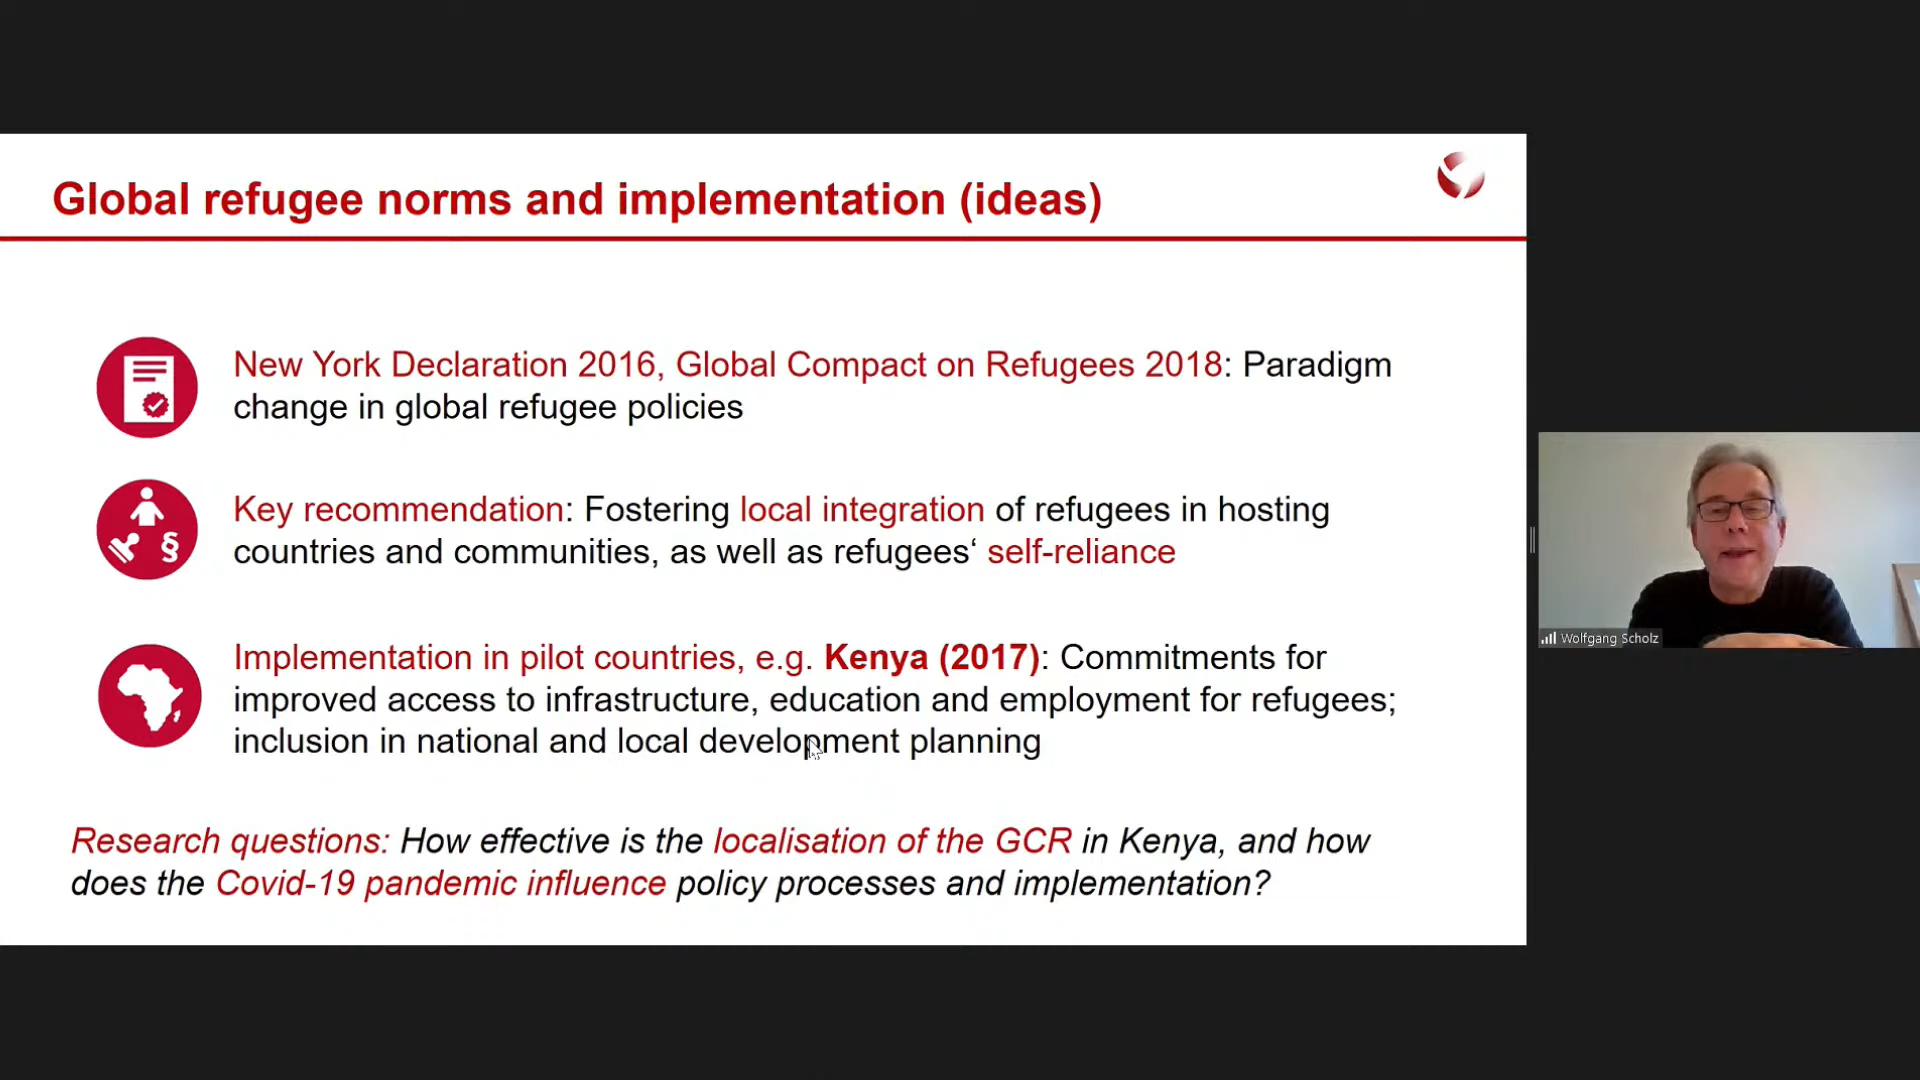 Global refugee norms and implementation (ideas)
New York Declaration 2016, Global Compact on Refugees 2018: Paradigm
change in global refugee policies
Key recommendation: Fostering local integration of refugees in hosting
countries and communities, as well as refugees‘ self-reliance
§
Implementation in pilot countries, e.g. Kenya (2017): Commitments for
improved access to infrastructure, education and employment for refugees;
inclusion in national and local development planning
Research questions: How effective is the localisation of the GCR in Kenya, and how
does the Covid-19 pandemic influence policy processes and implementation?
Wolfgang Scholz